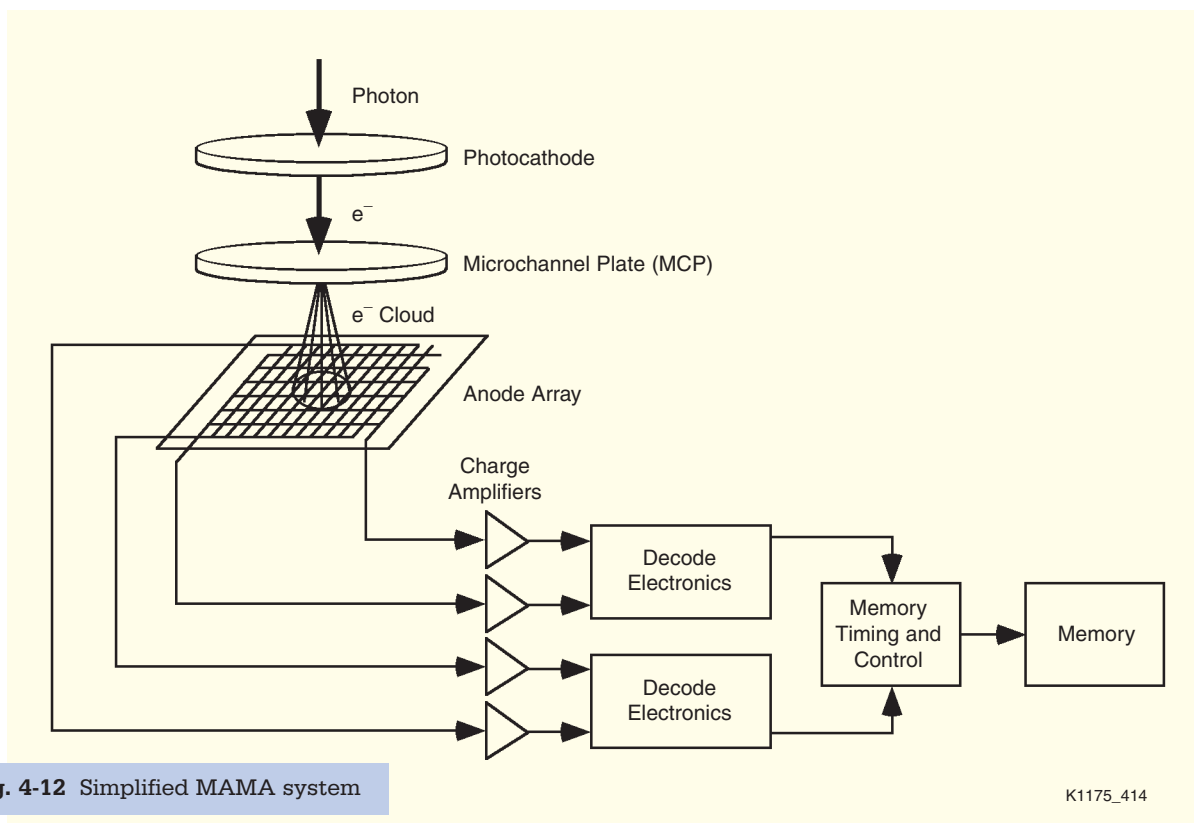 Photon
Photocathode
e⁻
Microchannel Plate (MCP)
e⁻ Cloud
Anode Array
Charge
Amplifiers
Decode
Electronics
Memory
Timing and
Control
Memory
Decode
Electronics
g. 4-12 Simplified MAMA system
K1175_414